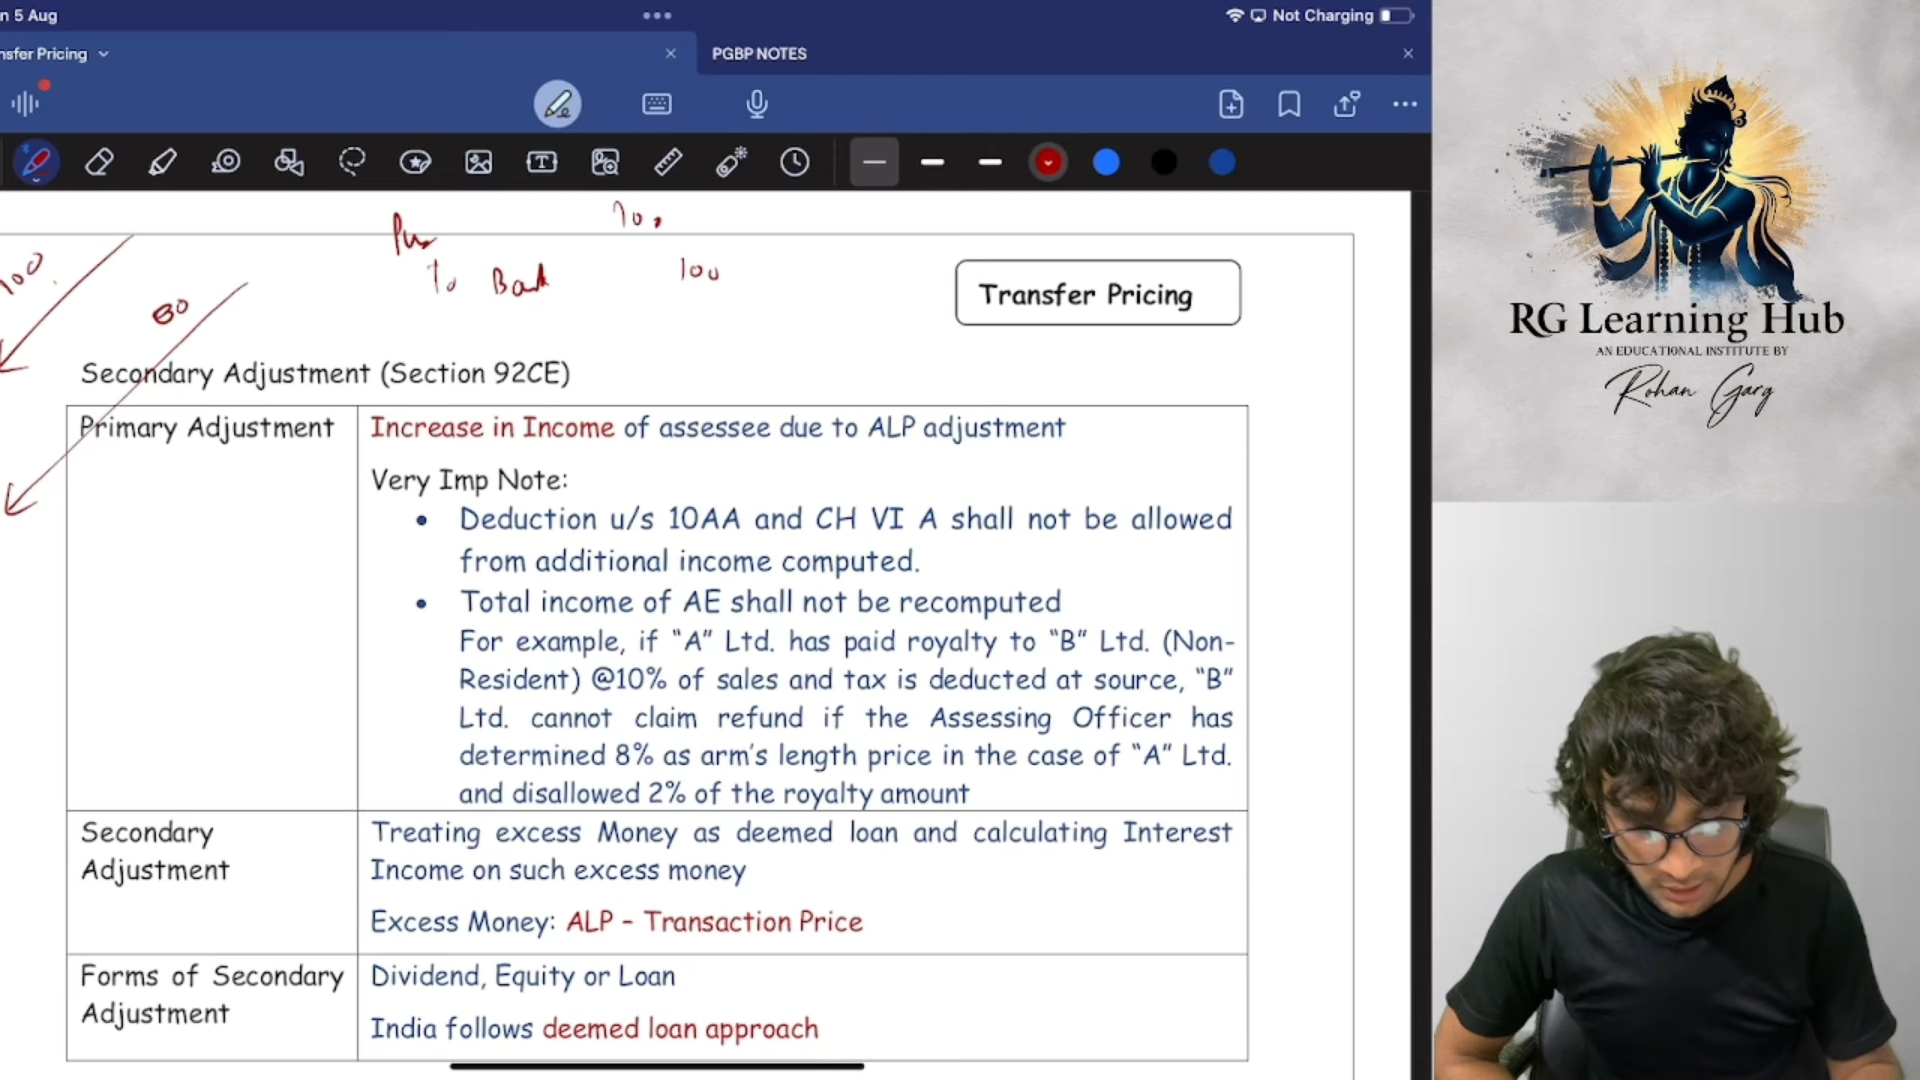 n 5 Aug
Not Charging
nsfer Pricing
PGBP NOTES
100
80
Pur
To Bank
100
Transfer Pricing
Secondary Adjustment (Section 92CE)
Primary Adjustment
Increase in Income of assessee due to ALP adjustment
Very Imp Note:
• Deduction u/s 10AA and CH VI A shall not be allowed
from additional income computed.
• Total income of AE shall not be recomputed
For example, if “A” Ltd. has paid royalty to “B” Ltd. (Non-
Resident) @10% of sales and tax is deducted at source, “B”
Ltd. cannot claim refund if the Assessing Officer has
determined 8% as arm’s length price in the case of “A” Ltd.
and disallowed 2% of the royalty amount
Secondary
Adjustment
Treating excess Money as deemed loan and calculating Interest
Income on such excess money
Excess Money: ALP – Transaction Price
Forms of Secondary
Adjustment
Dividend, Equity or Loan
India follows deemed loan approach
RG Learning Hub
AN EDUCATIONAL INSTITUTE BY
Rohan Garg